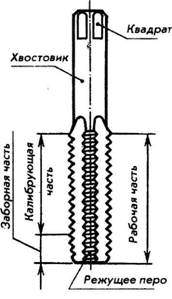 Квадрат
Хвостовик
Заборная часть
Калибрующая
часть
Рабочая часть
Режущее перо